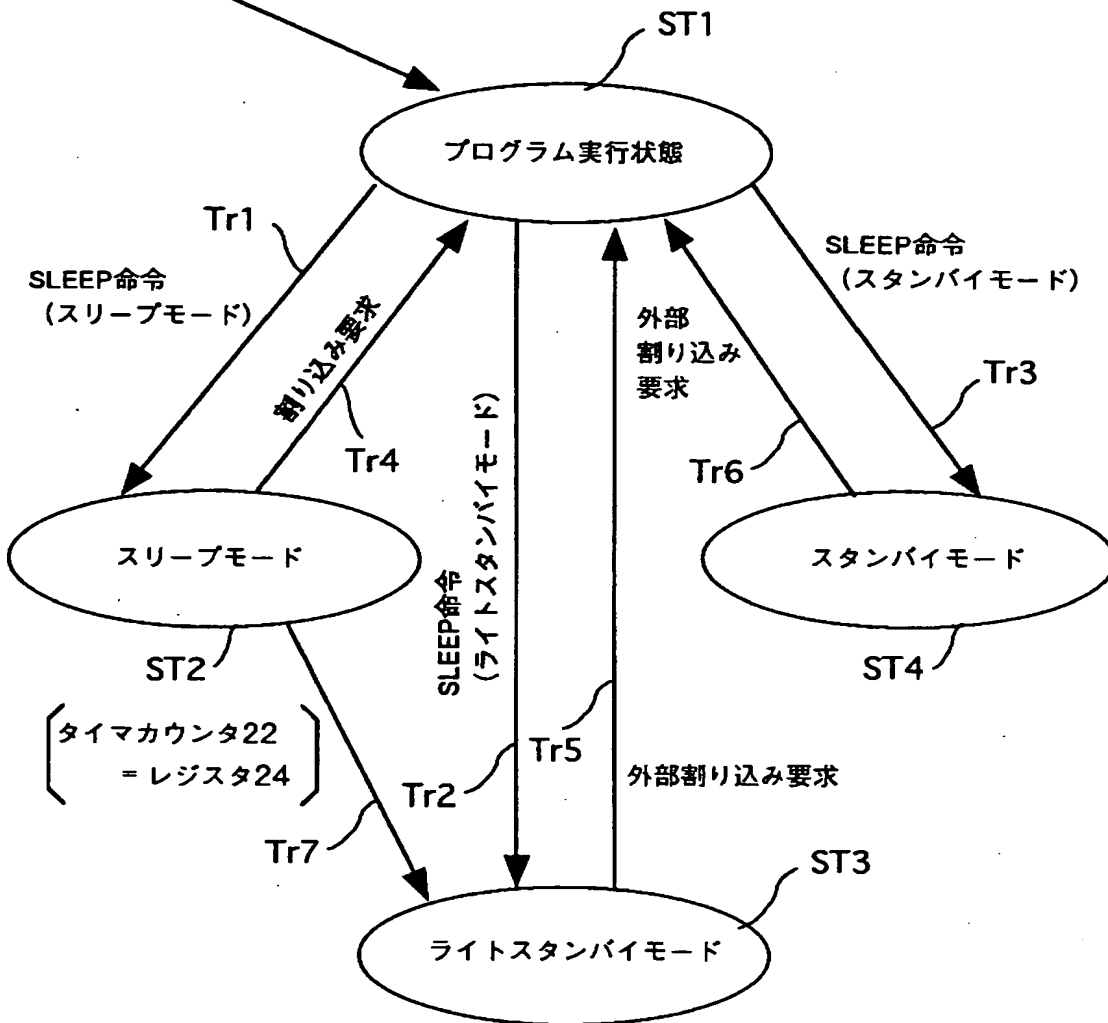 ST1
プログラム実行状態
Tr1
SLEEP命令
(スリープモード)
割り込み要求
Tr4
SLEEP命令
(ライトスタンバイモード)
外部
割り込み
要求
SLEEP命令
(スタンバイモード)
Tr3
Tr6
スリープモード
スタンバイモード
ST2
ST4
タイマカウンタ22
= レジスタ24
Tr5
Tr2
外部割り込み要求
Tr7
ST3
ライトスタンバイモード